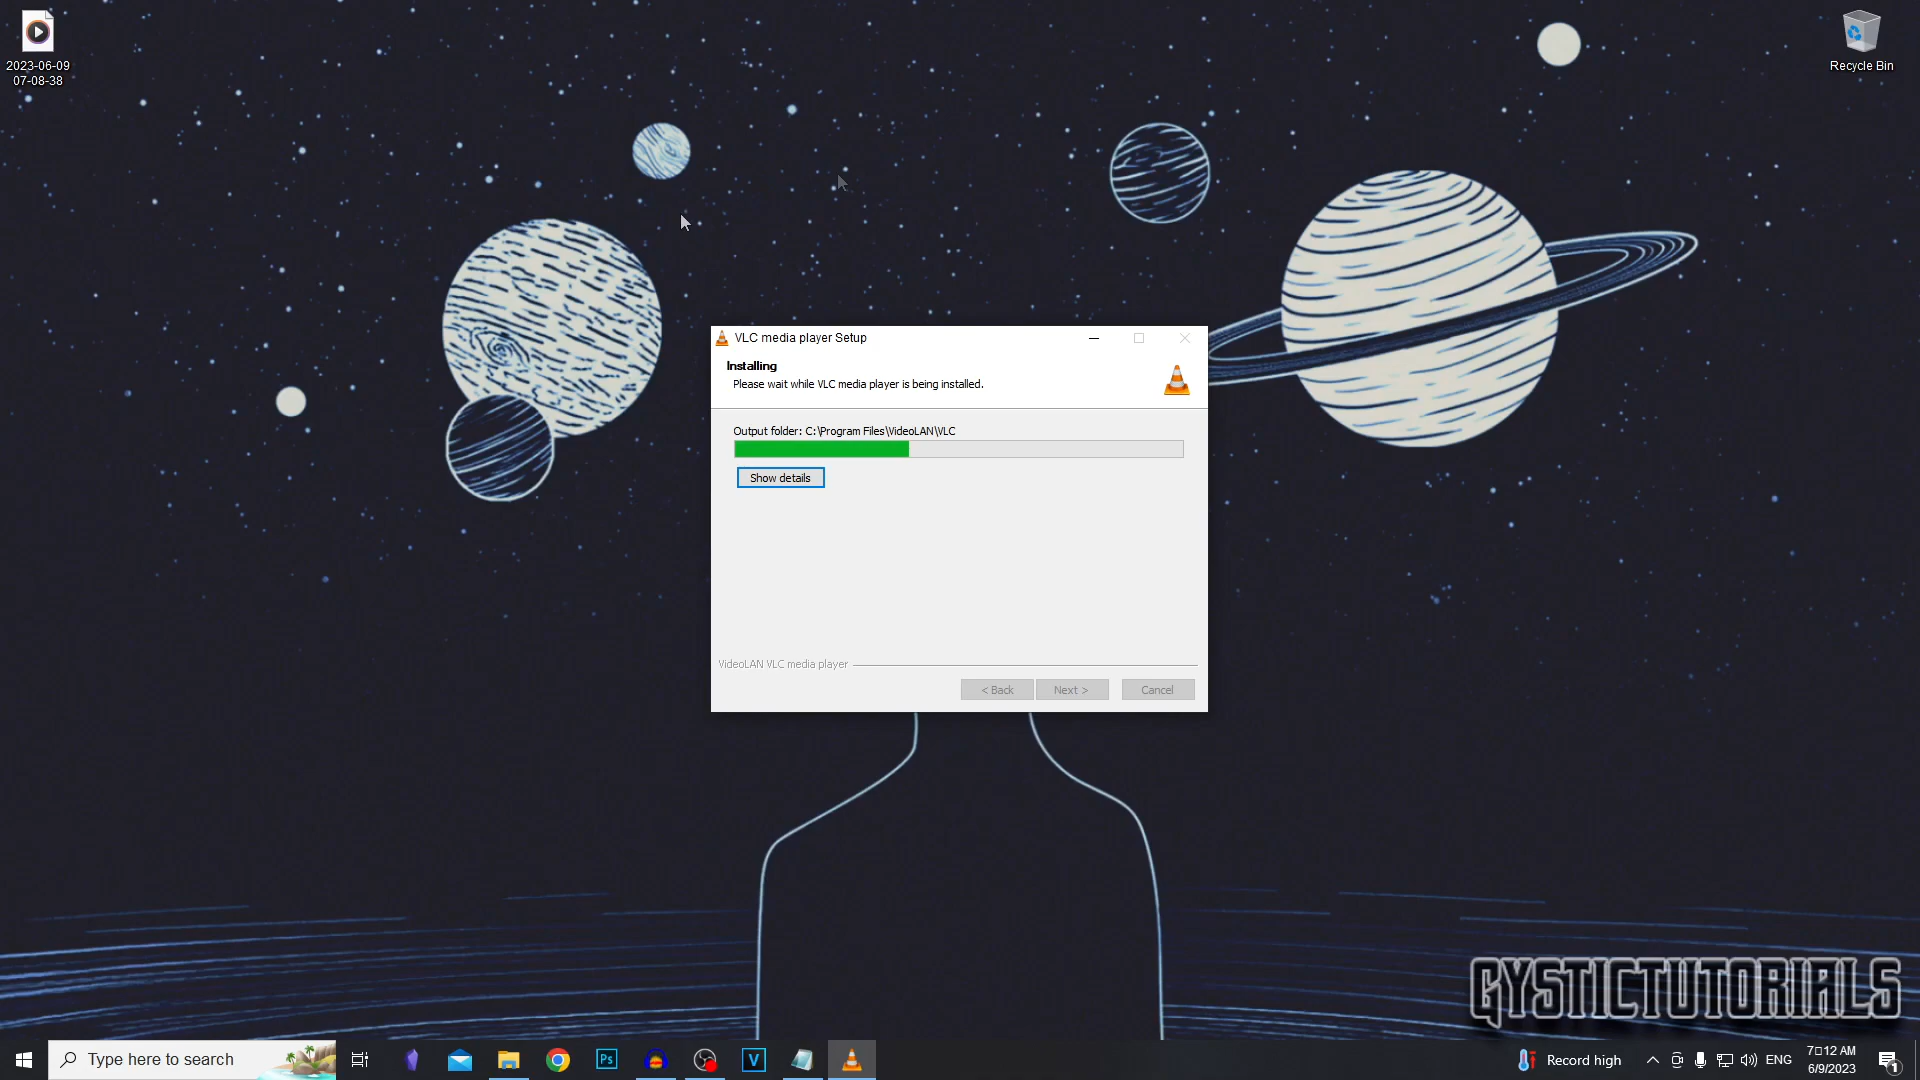 2023-06-09
07-08-38
Recycle Bin
VLC media player Setup
Installing
Please wait while VLC media player is being installed.
Output folder: C:\Program Files\VideoLAN\VLC
Show details
VideoLAN VLC media player
< Back
Next >
Cancel
GYSTICTUTORIALS
Type here to search
Ps
V
Record high
ENG
7□12 AM
6/9/2023
1